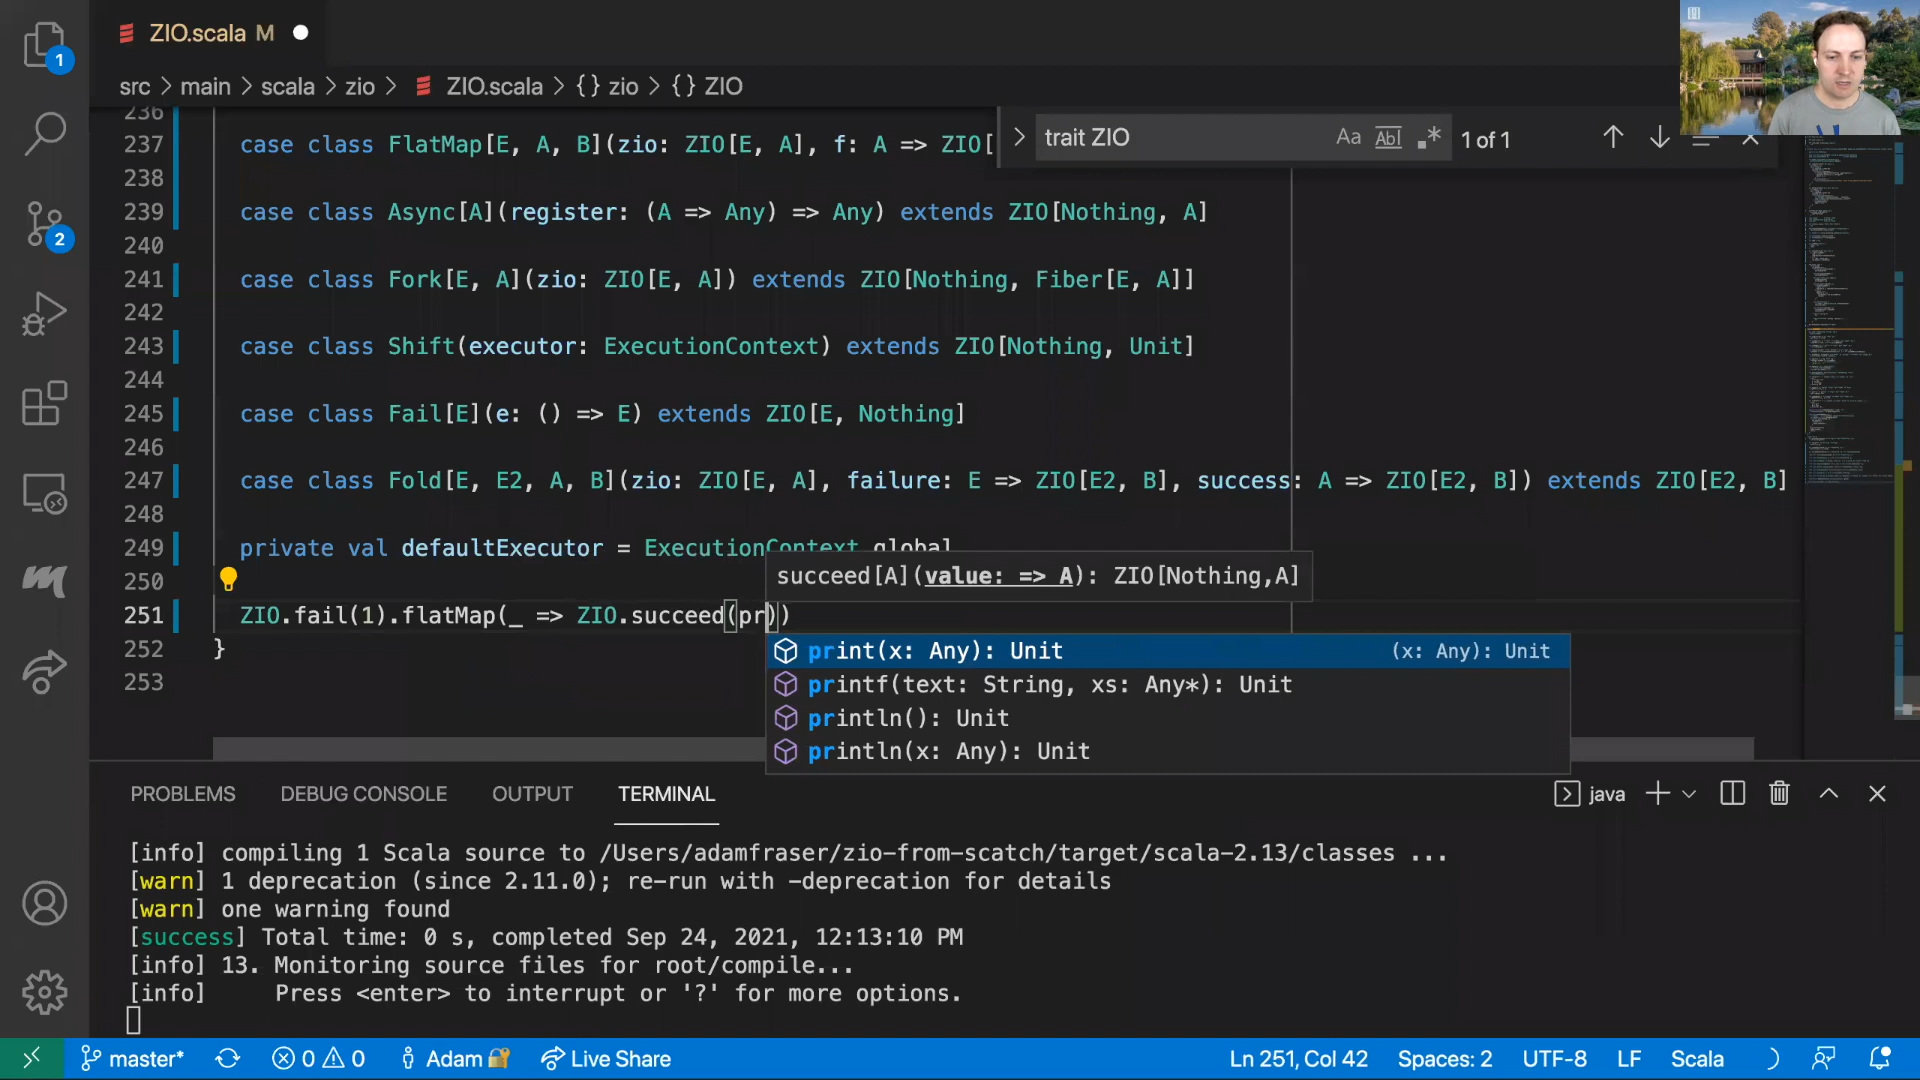 ZIO.scala M
1
src > main > scala > zio > ZIO.scala > {} zio > {} ZIO
trait ZIO
Aa Abl .* 1 of 1
236
237 case class FlatMap[E, A, B](zio: ZIO[E, A], f: A => ZIO[
238
239 case class Async[A](register: (A => Any) => Any) extends ZIO[Nothing, A]
2
240
241 case class Fork[E, A](zio: ZIO[E, A]) extends ZIO[Nothing, Fiber[E, A]]
242
243 case class Shift(executor: ExecutionContext) extends ZIO[Nothing, Unit]
244
245 case class Fail[E](e: () => E) extends ZIO[E, Nothing]
246
247 case class Fold[E, E2, A, B](zio: ZIO[E, A], failure: E => ZIO[E2, B], success: A => ZIO[E2, B]) extends ZIO[E2, B]
248
249 private val defaultExecutor = ExecutionContext.global
succeed[A](value: => A): ZIO[Nothing,A]
250
251 ZIO.fail(1).flatMap(_ => ZIO.succeed(pr))
252 }
253
print(x: Any): Unit (x: Any): Unit
printf(text: String, xs: Any*): Unit
println(): Unit
println(x: Any): Unit
PROBLEMS DEBUG CONSOLE OUTPUT TERMINAL java
[info] compiling 1 Scala source to /Users/adamfraser/zio-from-scatch/target/scala-2.13/classes ...
[warn] 1 deprecation (since 2.11.0); re-run with -deprecation for details
[warn] one warning found
[success] Total time: 0 s, completed Sep 24, 2021, 12:13:10 PM
[info] 13. Monitoring source files for root/compile...
[info] Press <enter> to interrupt or '?' for more options.
master* 0 0 Adam Live Share Ln 251, Col 42 Spaces: 2 UTF-8 LF Scala